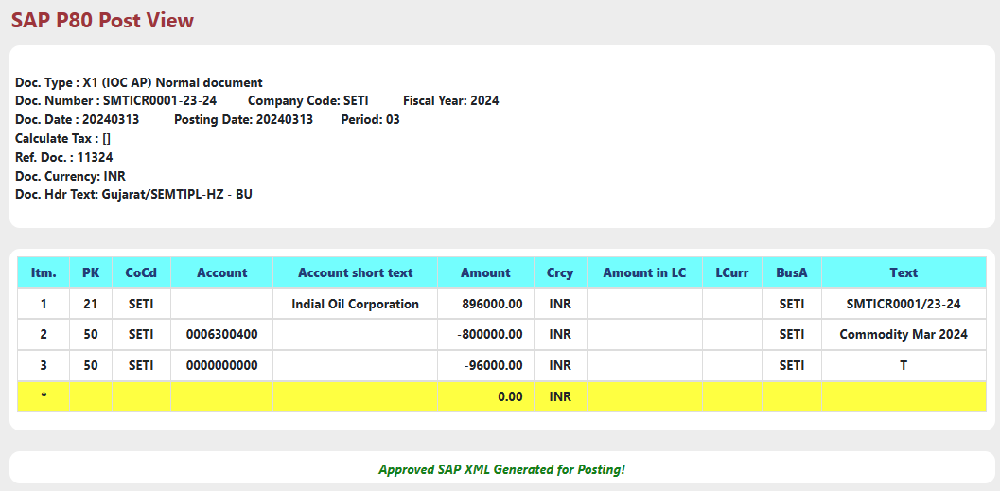 SAP P80 Post View
Doc. Type : X1 (IOC AP) Normal document
Doc. Number : SMTICR0001-23-24 Company Code: SETI Fiscal Year: 2024
Doc. Date : 20240313 Posting Date: 20240313 Period: 03
Calculate Tax : []
Ref. Doc. : 11324
Doc. Currency: INR
Doc. Hdr Text: Gujarat/SEMTIPL-HZ - BU
Itm. PK CoCd Account Account short text Amount Crcy Amount in LC LCurr BusA Text
1 21 SETI Indial Oil Corporation 896000.00 INR SETI SMTICR0001/23-24
2 50 SETI 0006300400 -800000.00 INR SETI Commodity Mar 2024
3 50 SETI 0000000000 -96000.00 INR SETI T
* 0.00 INR
Approved SAP XML Generated for Posting!